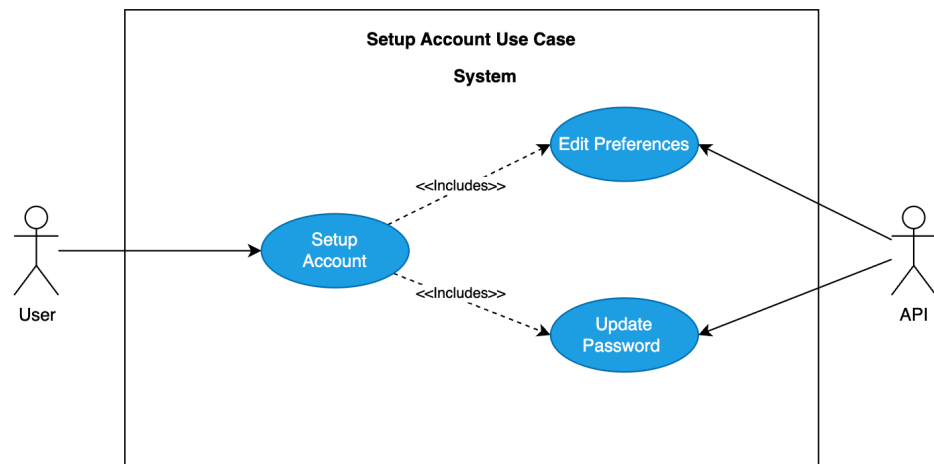 Setup Account Use Case
System
Edit Preferences
<<Includes>>
Setup
Account
<<Includes>>
User
API
Update
Password